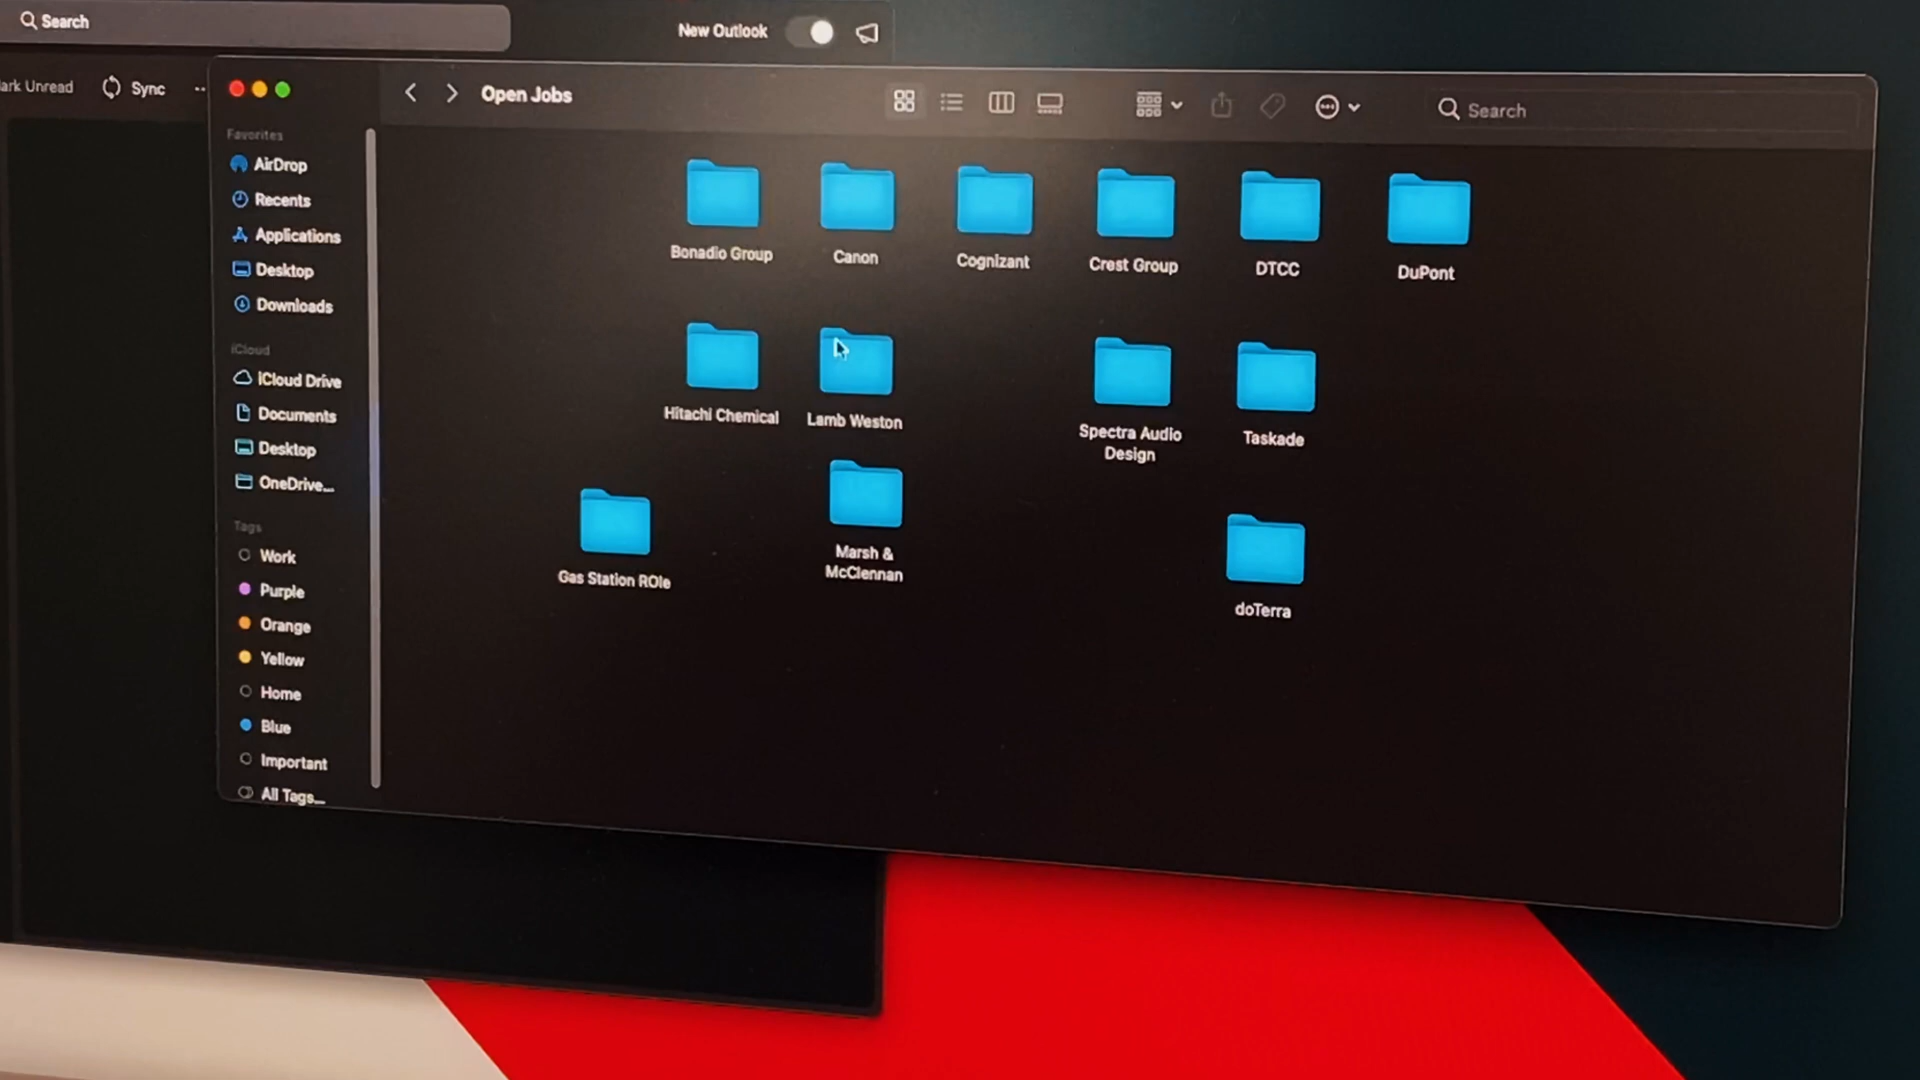 Search
New Outlook
ark Unread
Sync
Open Jobs
Search
Favorites
AirDrop
Recents
Applications
Desktop
Downloads
iCloud
iCloud Drive
Documents
Desktop
OneDrive...
Tags
Work
Purple
Orange
Yellow
Home
Blue
Important
All Tags...
Bonadio Group
Canon
Cognizant
Crest Group
DTCC
DuPont
Hitachi Chemical
Lamb Weston
Spectra Audio
Design
Taskade
Gas Station ROle
Marsh &
McClennan
doTerra